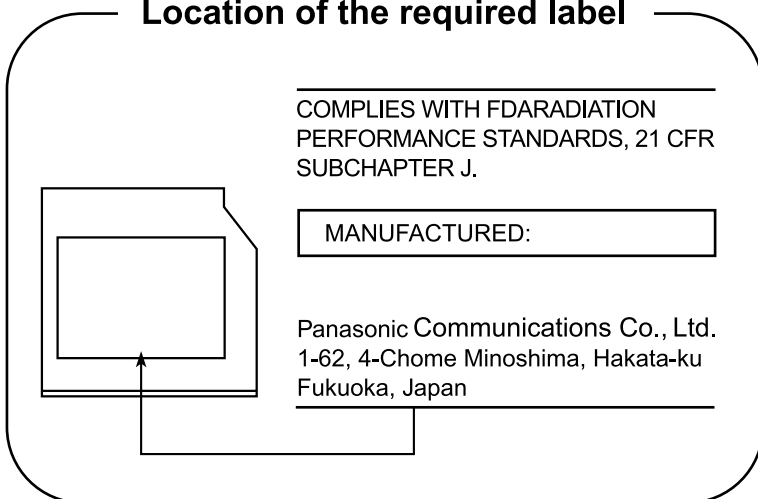 Location of the required label
COMPLIES WITH FDARADIATION
PERFORMANCE STANDARDS, 21 CFR
SUBCHAPTER J.
MANUFACTURED:
Panasonic Communications Co., Ltd.
1-62, 4-Chome Minoshima, Hakata-ku
Fukuoka, Japan